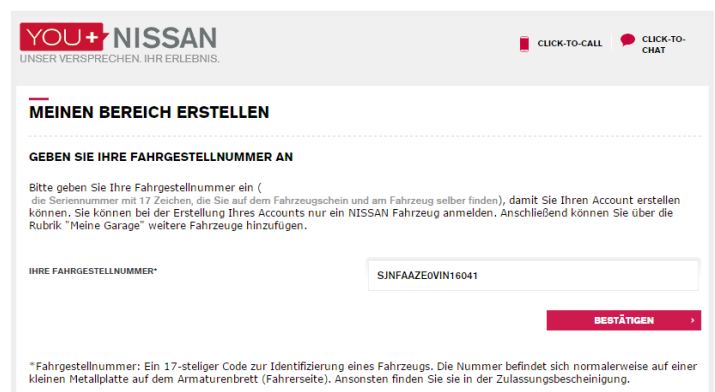 YOU+ NISSAN
UNSER VERSPRECHEN. IHR ERLEBNIS.
CLICK-TO-CALL
CLICK-TO-
CHAT
MEINEN BEREICH ERSTELLEN
GEBEN SIE IHRE FAHRGESTELLNUMMER AN
Bitte geben Sie Ihre Fahrgestellnummer ein (
die Seriennummer mit 17 Zeichen, die Sie auf dem Fahrzeugschein und am Fahrzeug selber finden), damit Sie Ihren Account erstellen
können. Sie können bei der Erstellung Ihres Accounts nur ein NISSAN Fahrzeug anmelden. Anschließend können Sie über die
Rubrik "Meine Garage" weitere Fahrzeuge hinzufügen.
IHRE FAHRGESTELLNUMMER*
SJNFAAZE0VIN16041
BESTÄTIGEN ›
*Fahrgestellnummer: Ein 17-steliger Code zur Identifizierung eines Fahrzeugs. Die Nummer befindet sich normalerweise auf einer
kleinen Metallplatte auf dem Armaturenbrett (Fahrerseite). Ansonsten finden Sie sie in der Zulassungsbescheinigung.